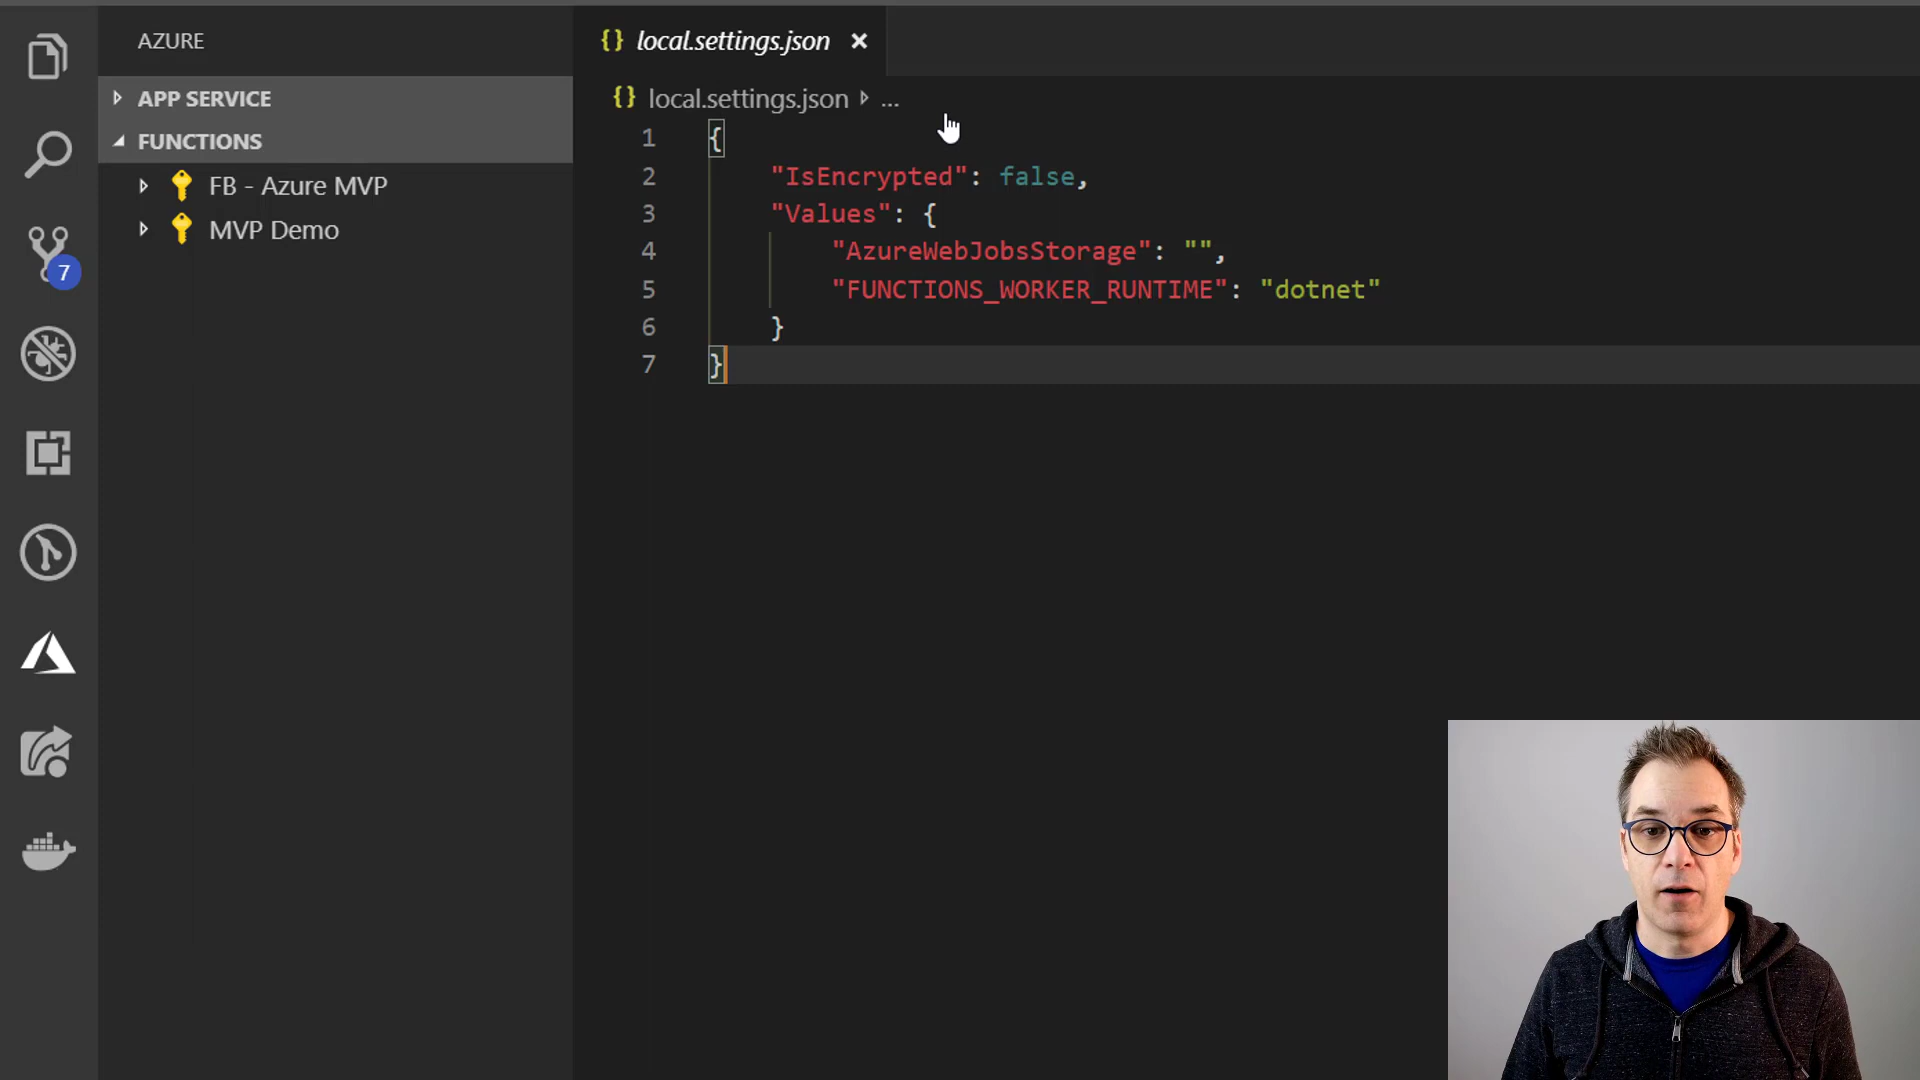 AZURE
APP SERVICE
FUNCTIONS
FB - Azure MVP
MVP Demo
7
{} local.settings.json ×
{} local.settings.json ...
1 {
2 "IsEncrypted": false,
3 "Values": {
4 "AzureWebJobsStorage": "",
5 "FUNCTIONS_WORKER_RUNTIME": "dotnet"
6 }
7 }